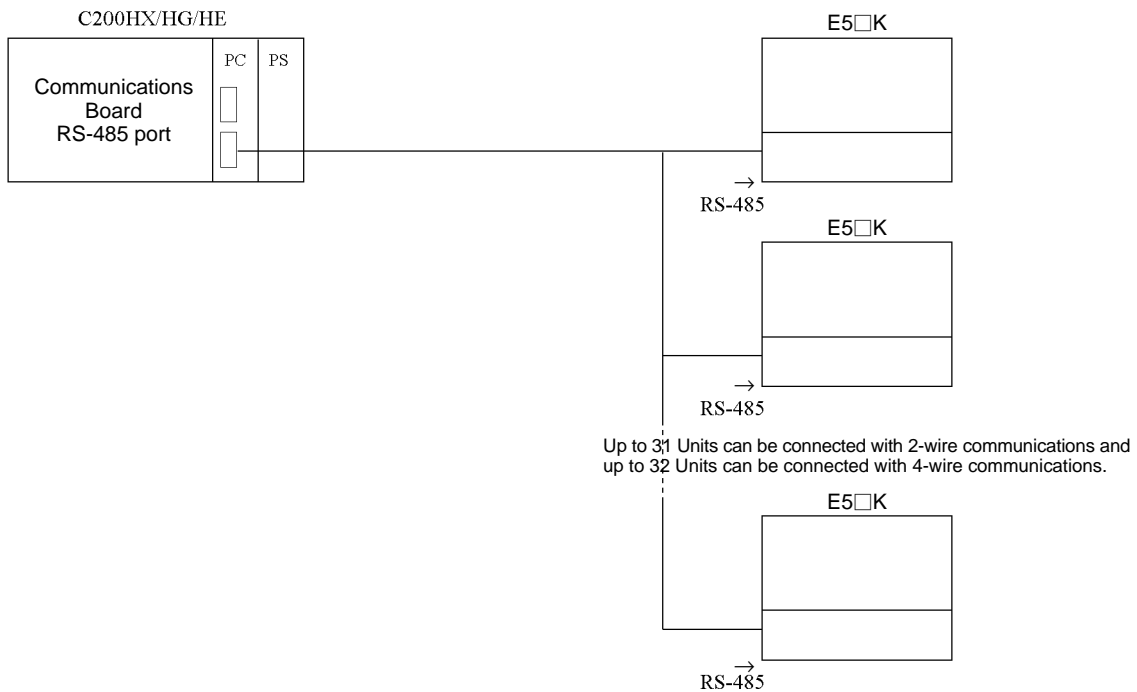 C200HX/HG/HE
PC PS
Communications
Board
RS-485 port
E5□K
→
RS-485
E5□K
→
RS-485
Up to 31 Units can be connected with 2-wire communications and
up to 32 Units can be connected with 4-wire communications.
E5□K
→
RS-485